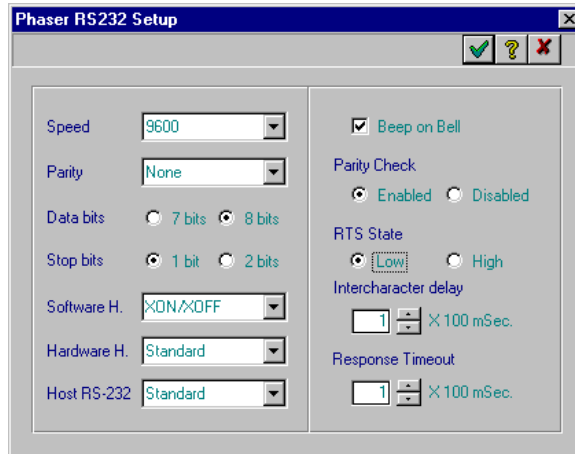 Phaser RS232 Setup
Speed 9600
Parity None
Data bits 7 bits 8 bits
Stop bits 1 bit 2 bits
Software H. XON/XOFF
Hardware H. Standard
Host RS-232 Standard
Beep on Bell
Parity Check
Enabled Disabled
RTS State
Low High
Intercharacter delay
1 X 100 mSec.
Response Timeout
1 X 100 mSec.